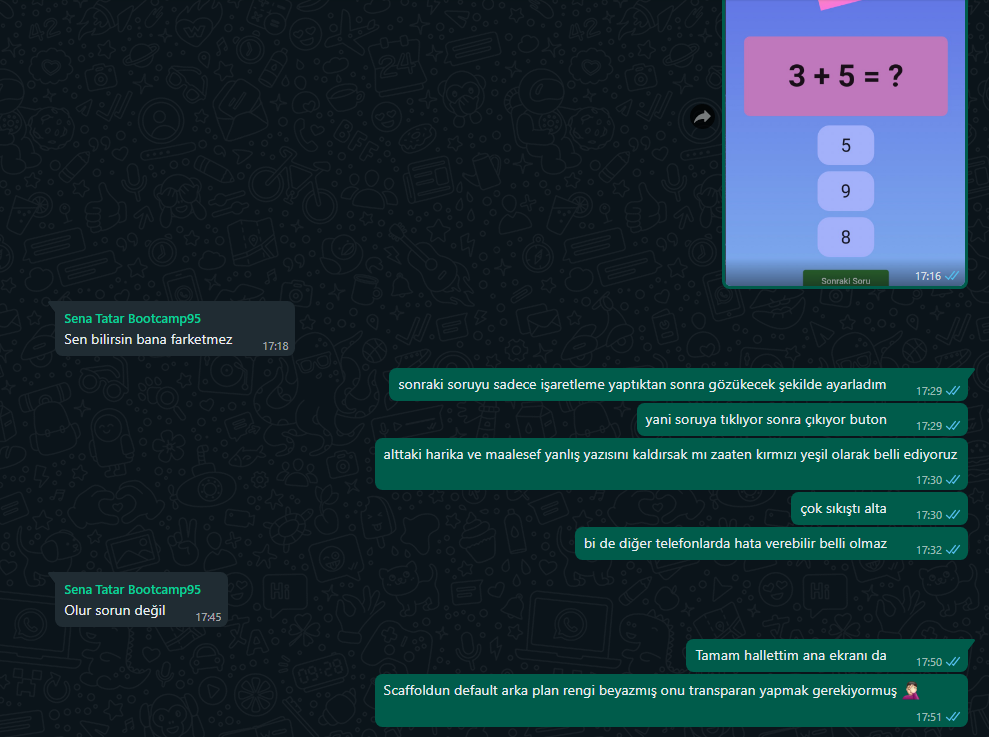 3 + 5 = ?
5
9
8
Sonraki Soru
17:16
Sena Tatar Bootcamp95
Sen bilirsin bana farketmez
17:18
sonraki soruyu sadece işaretleme yaptıktan sonra gözükecek şekilde ayarladım
17:29
yani soruya tıklıyor sonra çıkıyor buton
17:29
alttaki harika ve maalesef yanlış yazısını kaldırsak mı zaaten kırmızı yeşil olarak belli ediyoruz
17:30
çok sıkıştı alta
17:30
bi de diğer telefonlarda hata verebilir belli olmaz
17:32
Sena Tatar Bootcamp95
Olur sorun değil
17:45
Tamam hallettim ana ekranı da
17:50
Scaffoldun default arka plan rengi beyazmış onu transparan yapmak gerekiyormuş 🤦🏻‍♀️
17:51